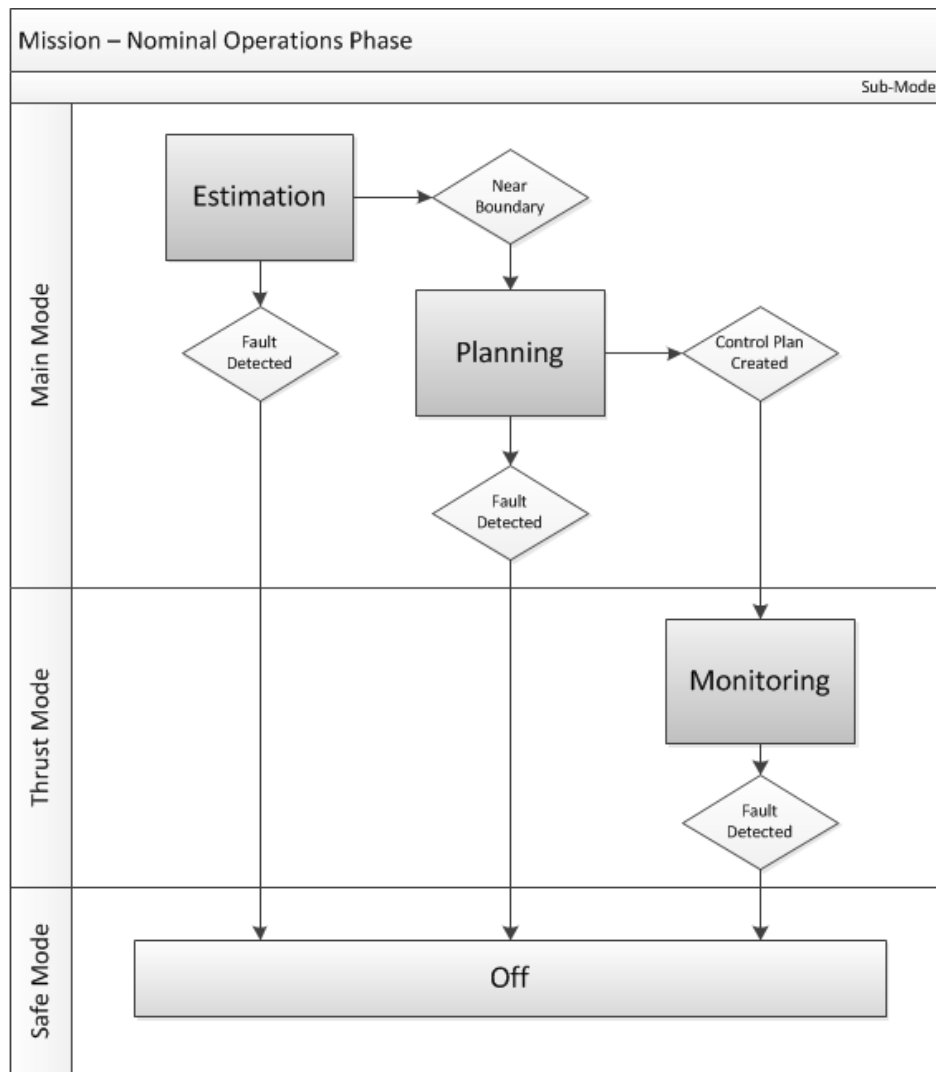 Mission – Nominal Operations Phase
Sub-Mode
Main Mode
Estimation
Near
Boundary
Fault
Detected
Planning
Control Plan
Created
Fault
Detected
Thrust Mode
Monitoring
Fault
Detected
Safe Mode
Off